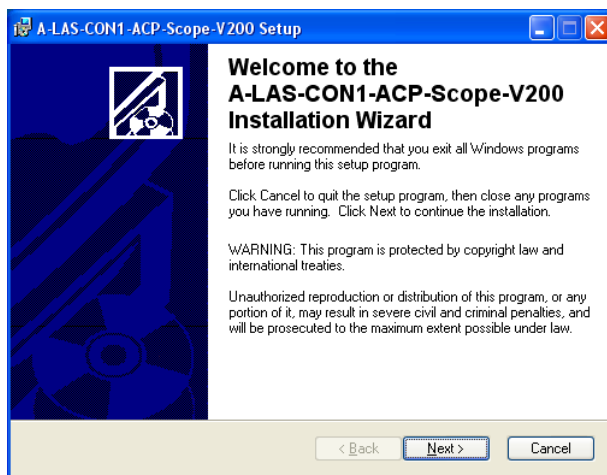 A-LAS-CON1-ACP-Scope-V200 Setup
Welcome to the
A-LAS-CON1-ACP-Scope-V200
Installation Wizard
It is strongly recommended that you exit all Windows programs
before running this setup program.
Click Cancel to quit the setup program, then close any programs
you have running. Click Next to continue the installation.
WARNING: This program is protected by copyright law and
international treaties.
Unauthorized reproduction or distribution of this program, or any
portion of it, may result in severe civil and criminal penalties, and
will be prosecuted to the maximum extent possible under law.
< Back Next > Cancel